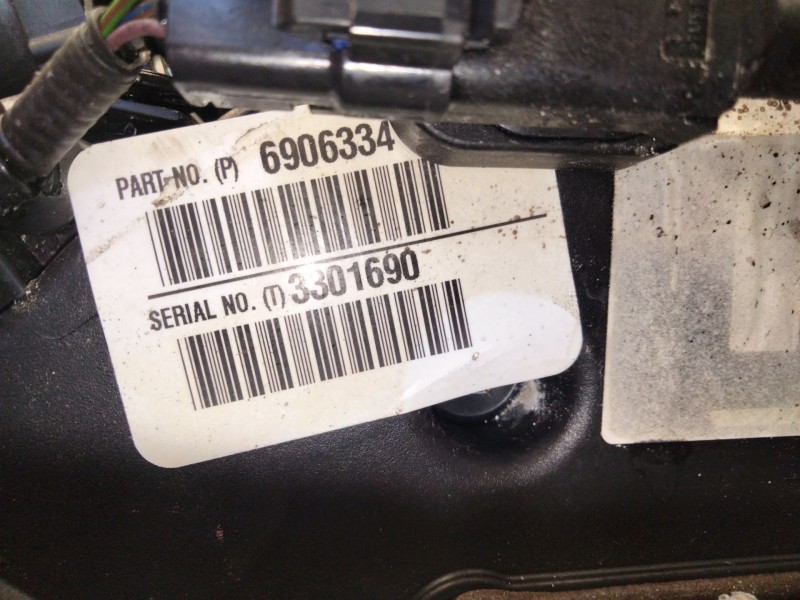 PART NO. (P) 6906334
SERIAL NO. (T) 3301690